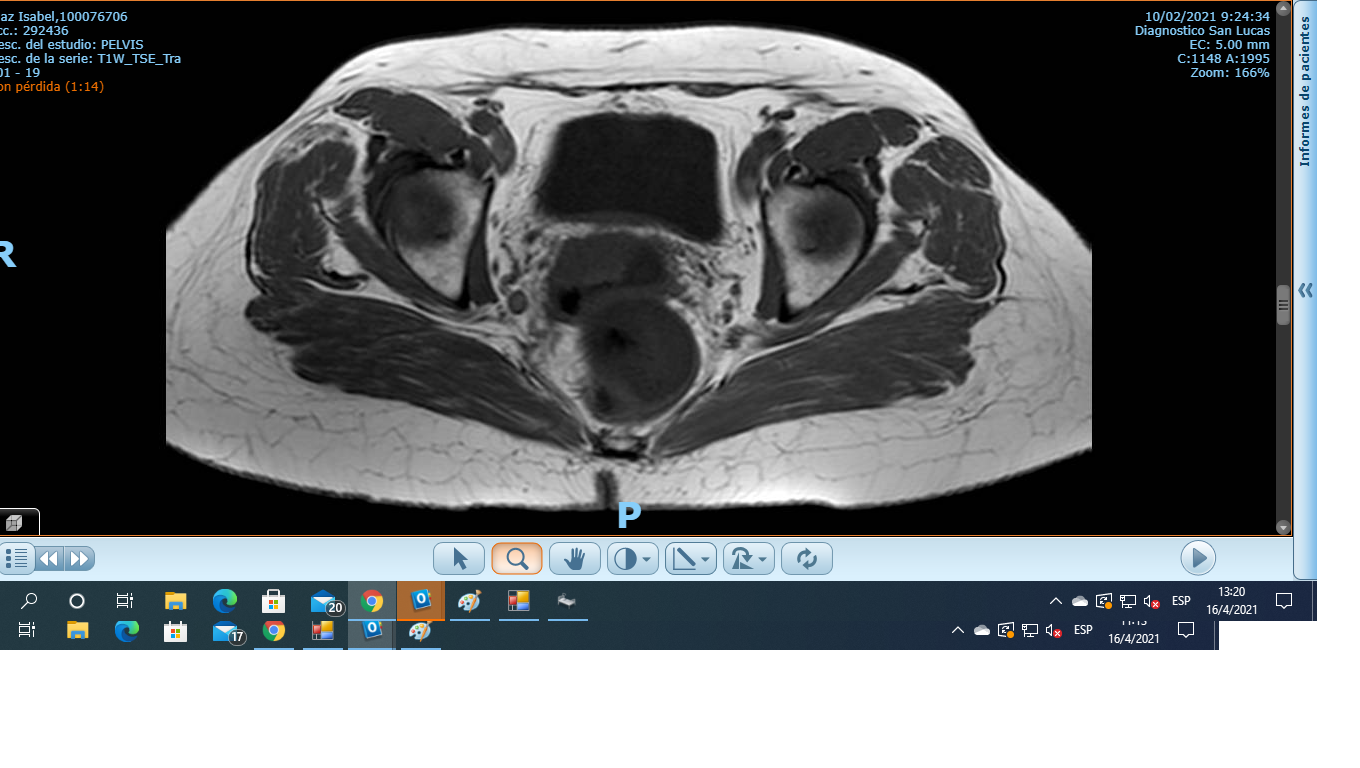 az Isabel,100076706
cc.: 292436
esc. del estudio: PELVIS
esc. de la serie: T1W_TSE_Tra
01 - 19
on pérdida (1:14)
10/02/2021 9:24:34
Diagnostico San Lucas
EC: 5.00 mm
C:1148 A:1995
Zoom: 166%
Informes de pacientes
R
P
20
ESP
13:20
16/4/2021
17
ESP
16/4/2021